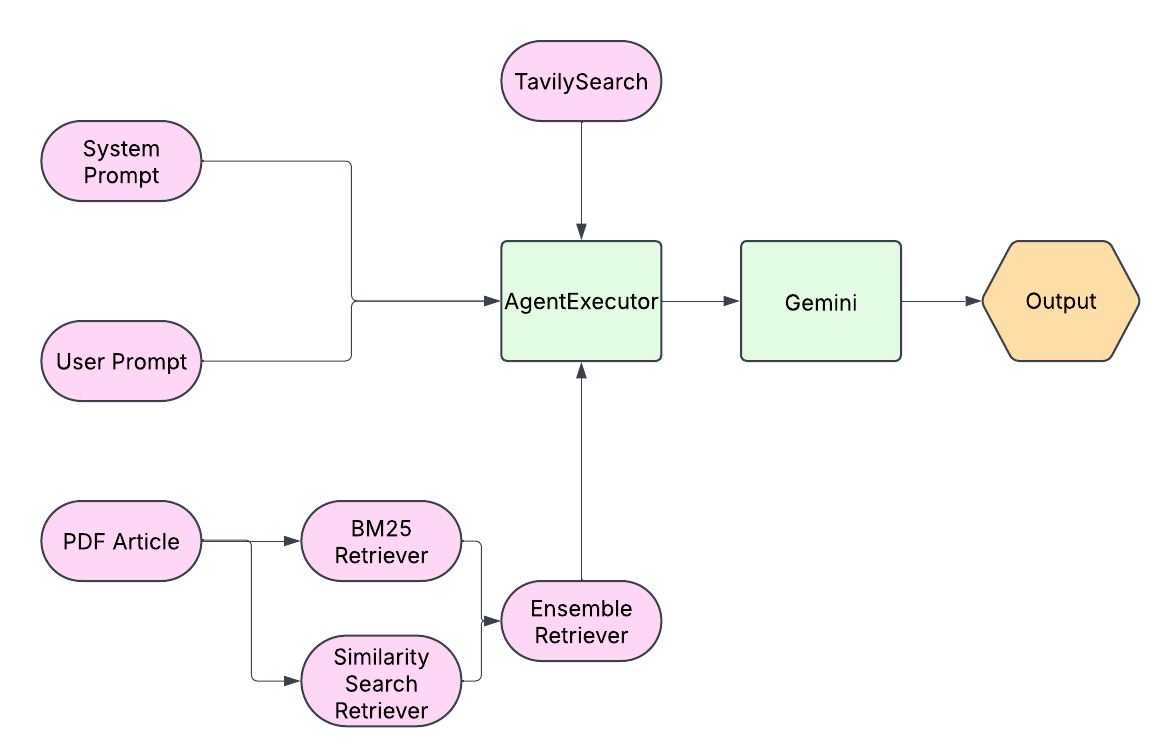 TavilySearch
System
Prompt
AgentExecutor
Gemini
Output
User Prompt
PDF Article
BM25
Retriever
Ensemble
Retriever
Similarity
Search
Retriever